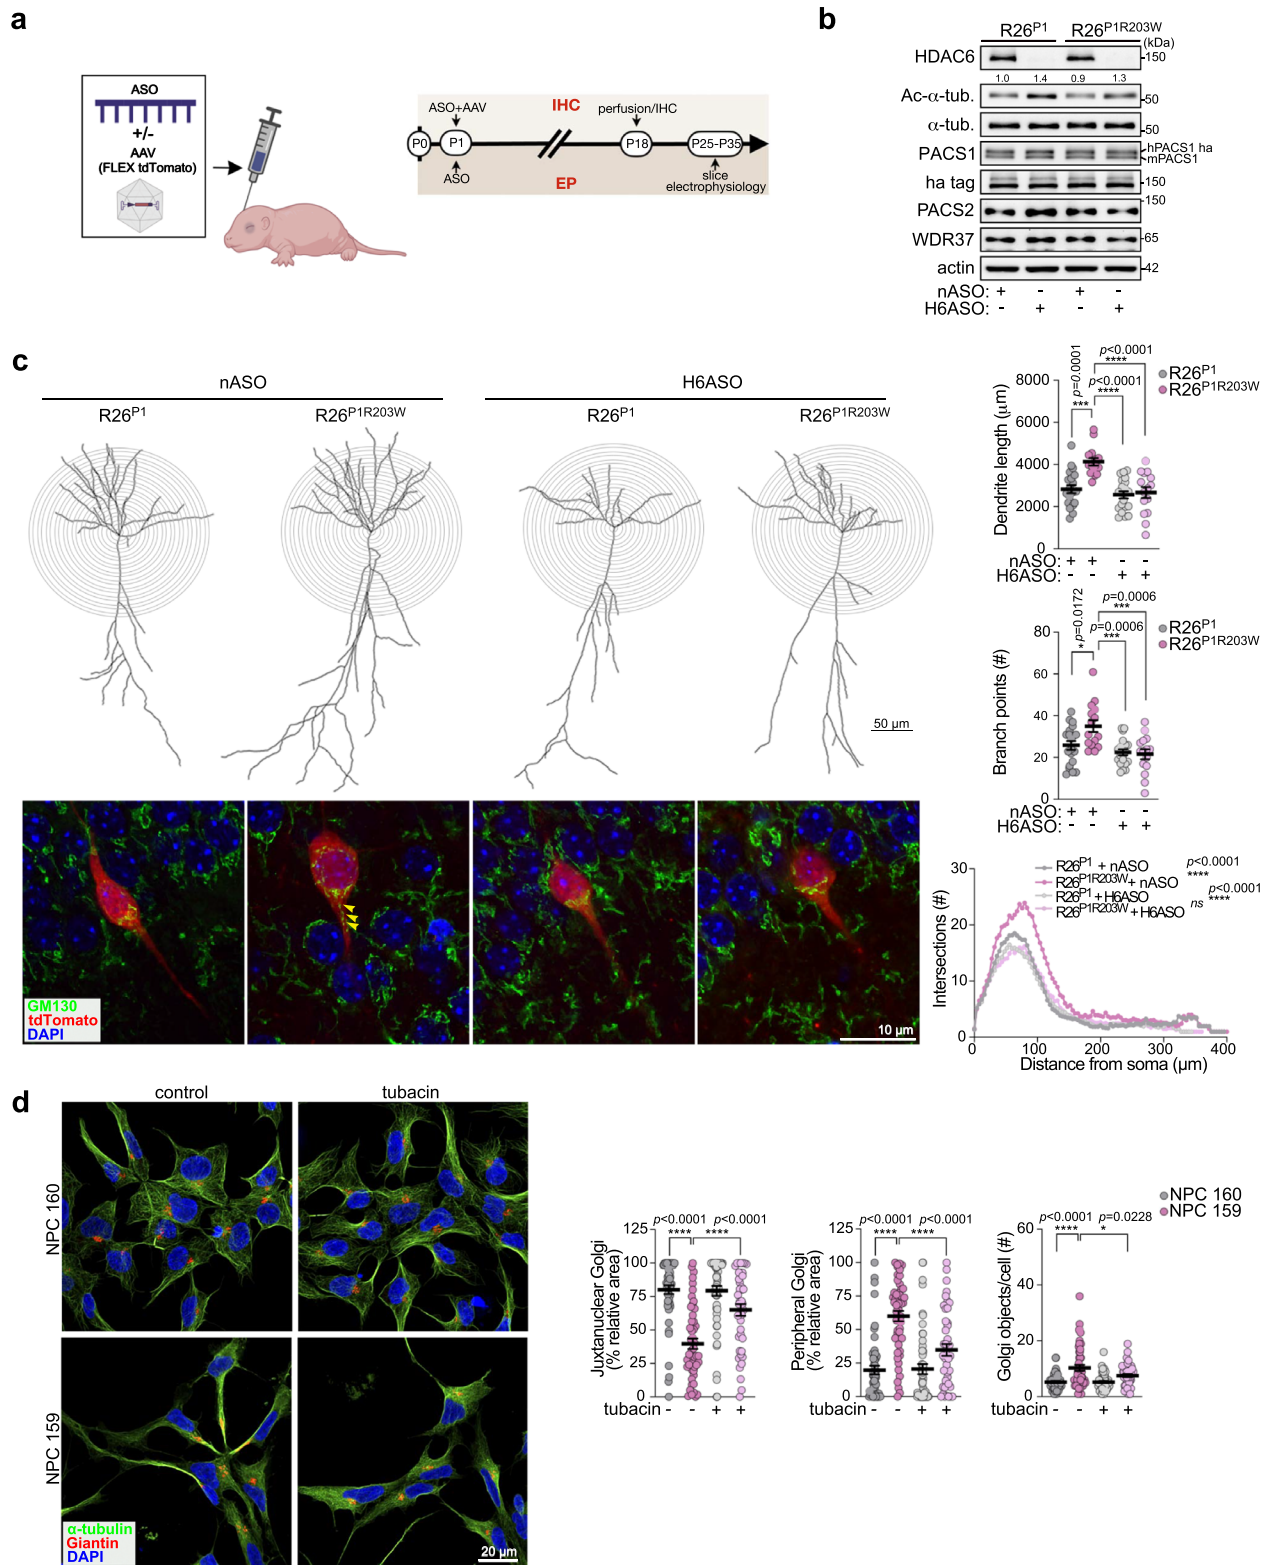 a
ASO
+/-
AAV
(FLEX tdTomato)
ASO+AAV
IHC
perfusion/IHC
P0
P1
P18
P25-P35
ASO
EP
slice
electrophysiology
b
R26P1
R26P1R203W
(kDa)
HDAC6
150
1.0
1.4
0.9
1.3
Ac-α-tub.
50
α-tub.
50
PACS1
hPACS1 ha
mPACS1
ha tag
150
150
PACS2
WDR37
65
actin
42
nASO: + - + -
H6ASO: - + - +
c
nASO
H6ASO
R26P1
R26P1R203W
R26P1
R26P1R203W
50 µm
GM130
tdTomato
DAPI
10 µm
p=0.0001
p<0.0001
****
p<0.0001
***
****
R26P1
R26P1R203W
Dendrite length (µm)
8000
6000
4000
2000
0
nASO: + + - -
H6ASO: - - + +
p=0.0172
p=0.0006
***
p=0.0006
*
***
R26P1
R26P1R203W
Branch points (#)
80
60
40
20
0
nASO: + + - -
H6ASO: - - + +
R26P1 + nASO
R26P1R203W + nASO
R26P1 + H6ASO
R26P1R203W + H6ASO
p<0.0001
****
p<0.0001
****
ns
Intersections (#)
30
20
10
0
0 100 200 300 400
Distance from soma (µm)
d
control
tubacin
NPC 160
NPC 159
α-tubulin
Giantin
DAPI
20 µm
Juxtanuclear Golgi
(% relative area)
125
100
75
50
25
0
p<0.0001
p<0.0001
****
****
tubacin - - + +
Peripheral Golgi
(% relative area)
125
100
75
50
25
0
p<0.0001
p<0.0001
****
****
tubacin - - + +
NPC 160
NPC 159
Golgi objects/cell (#)
60
40
20
0
p<0.0001
p=0.0228
****
*
tubacin - - + +